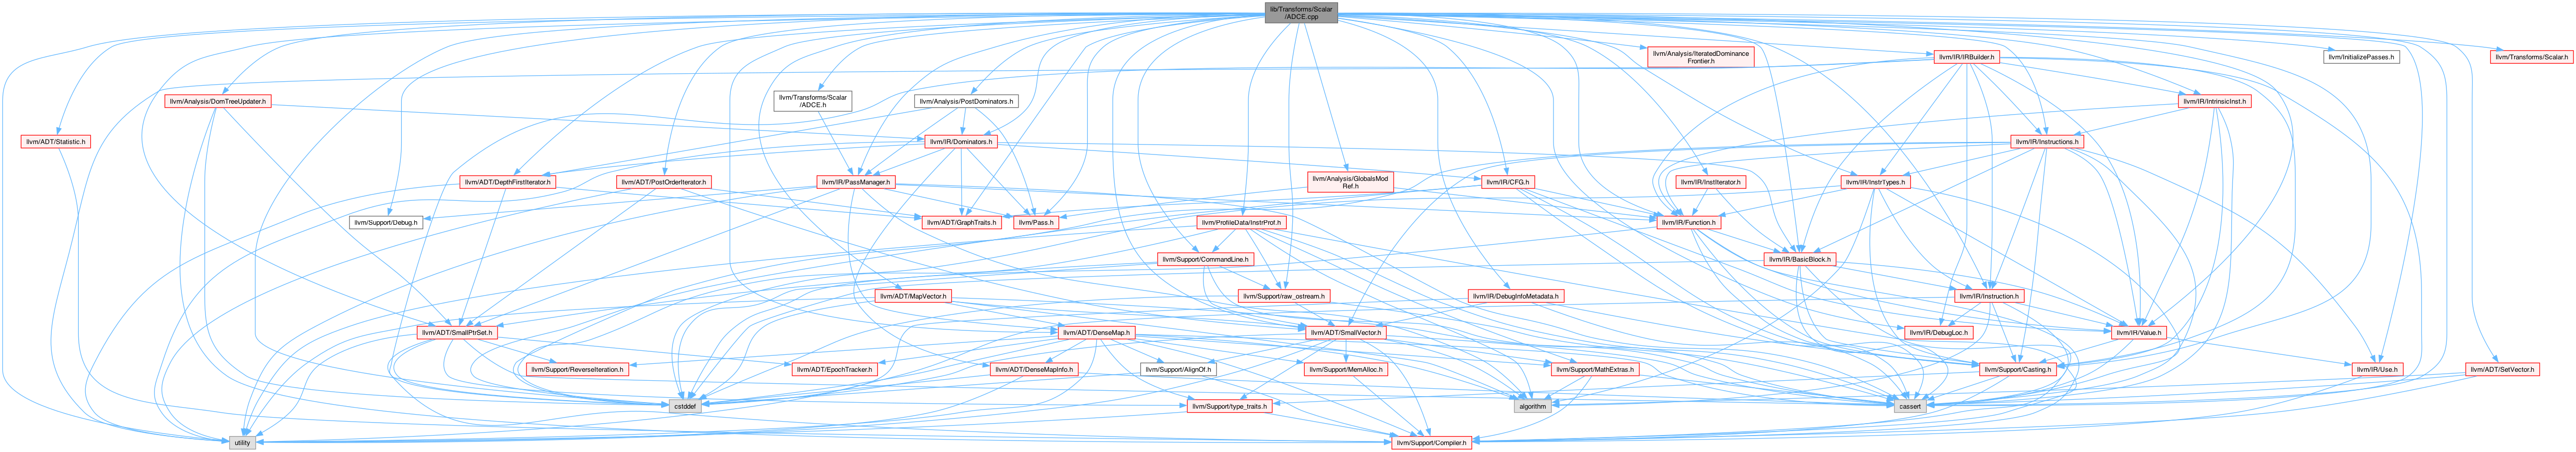 lib/Transforms/Scalar
/ADCE.cpp
llvm/Analysis/IteratedDominance
Frontier.h
llvm/IR/IRBuilder.h
llvm/InitializePasses.h
llvm/Transforms/Scalar.h
llvm/Analysis/DomTreeUpdater.h
llvm/Transforms/Scalar
/ADCE.h
llvm/Analysis/PostDominators.h
llvm/IR/IntrinsicInst.h
llvm/ADT/Statistic.h
llvm/IR/Dominators.h
llvm/IR/Instructions.h
llvm/ADT/DepthFirstIterator.h
llvm/ADT/PostOrderIterator.h
llvm/IR/PassManager.h
llvm/Analysis/GlobalsMod
Ref.h
llvm/IR/CFG.h
llvm/IR/InstIterator.h
llvm/IR/InstrTypes.h
llvm/Support/Debug.h
llvm/ADT/GraphTraits.h
llvm/Pass.h
llvm/ProfileData/InstrProf.h
llvm/IR/Function.h
llvm/Support/CommandLine.h
llvm/IR/BasicBlock.h
llvm/ADT/MapVector.h
llvm/Support/raw_ostream.h
llvm/IR/DebugInfoMetadata.h
llvm/IR/Instruction.h
llvm/ADT/SmallPtrSet.h
llvm/ADT/DenseMap.h
llvm/ADT/SmallVector.h
llvm/IR/DebugLoc.h
llvm/IR/Value.h
llvm/Support/ReverseIteration.h
llvm/ADT/EpochTracker.h
llvm/ADT/DenseMapInfo.h
llvm/Support/AlignOf.h
llvm/Support/MemAlloc.h
llvm/Support/MathExtras.h
llvm/Support/Casting.h
llvm/IR/Use.h
llvm/ADT/SetVector.h
cstddef
llvm/Support/type_traits.h
algorithm
cassert
utility
llvm/Support/Compiler.h